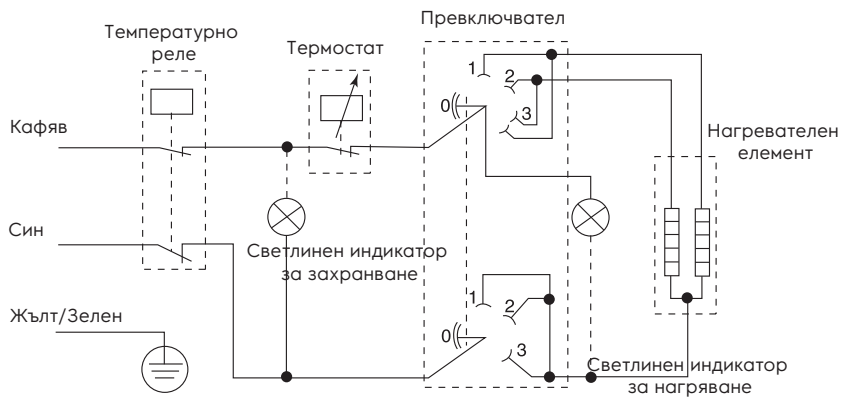 Превключвател
Температурно
реле
Термостат
1
2
0
3
Кафяв
Нагревателен
елемент
Син
Светлинен индикатор
за захранване
1
2
0
3
Жълт/Зелен
Светлинен индикатор
за нагряване